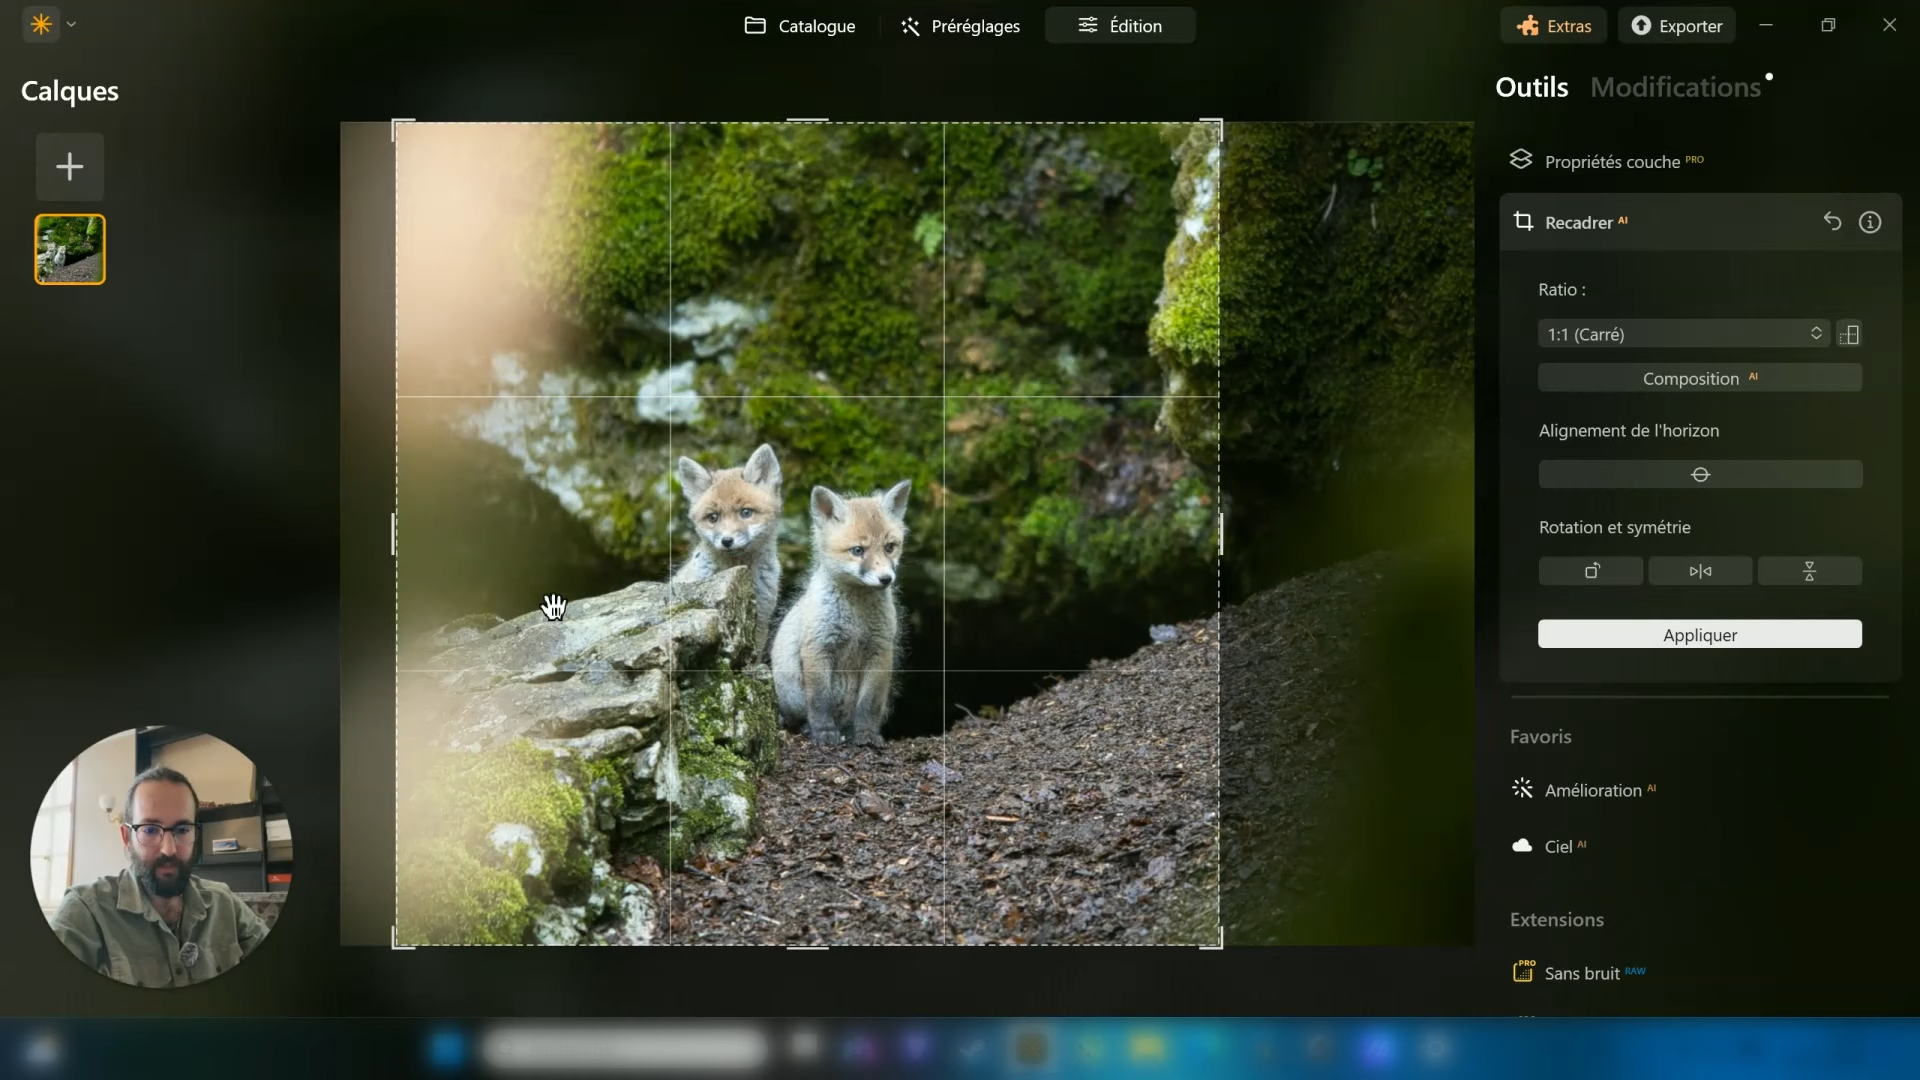 Catalogue
Préréglages
Édition
Extras
Exporter
Calques
Outils
Modifications
Propriétés couche PRO
Recadrer AI
Ratio :
1:1 (Carré)
Composition AI
Alignement de l'horizon
Rotation et symétrie
Appliquer
Favoris
Amélioration AI
Ciel AI
Extensions
PRO
Sans bruit RAW